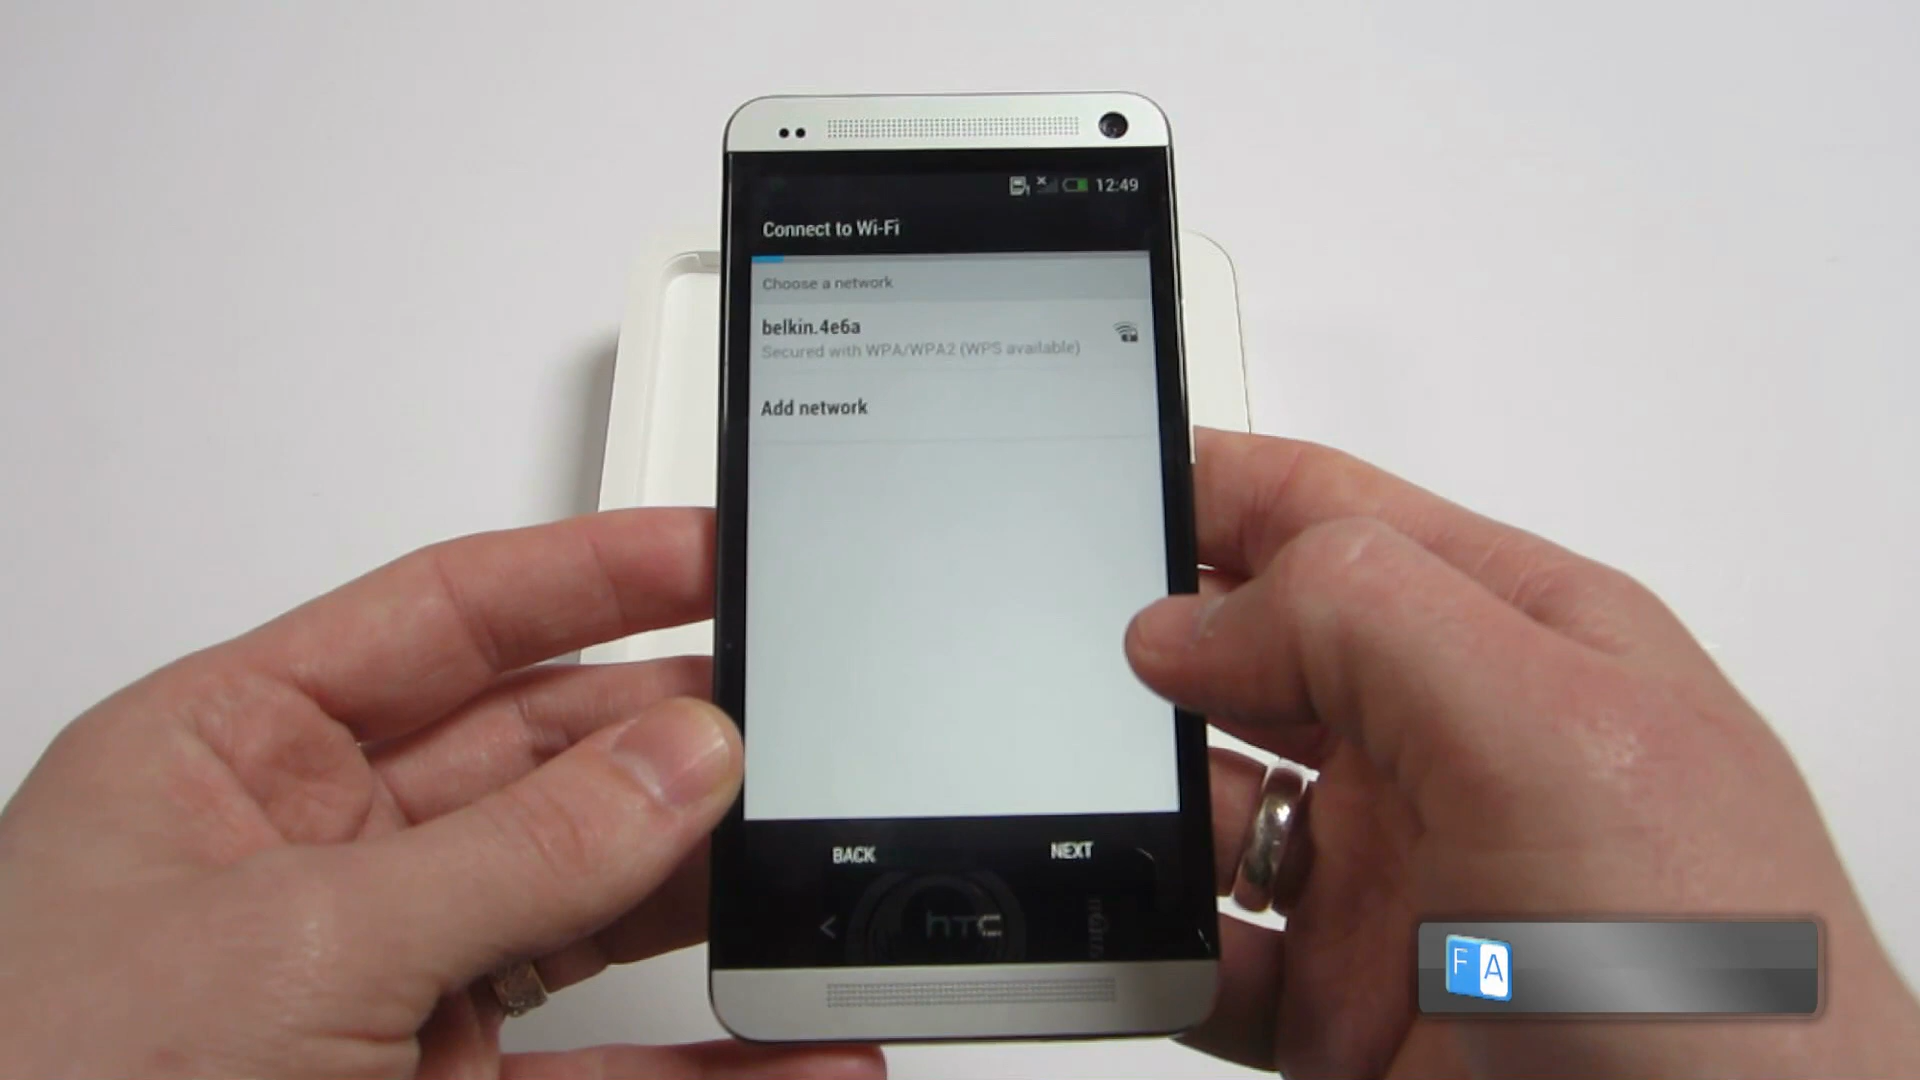 12:49
Connect to Wi-Fi
Choose a network
belkin.4e6a
Secured with WPA/WPA2 (WPS available)
Add network
BACK
NEXT
hTC
F A